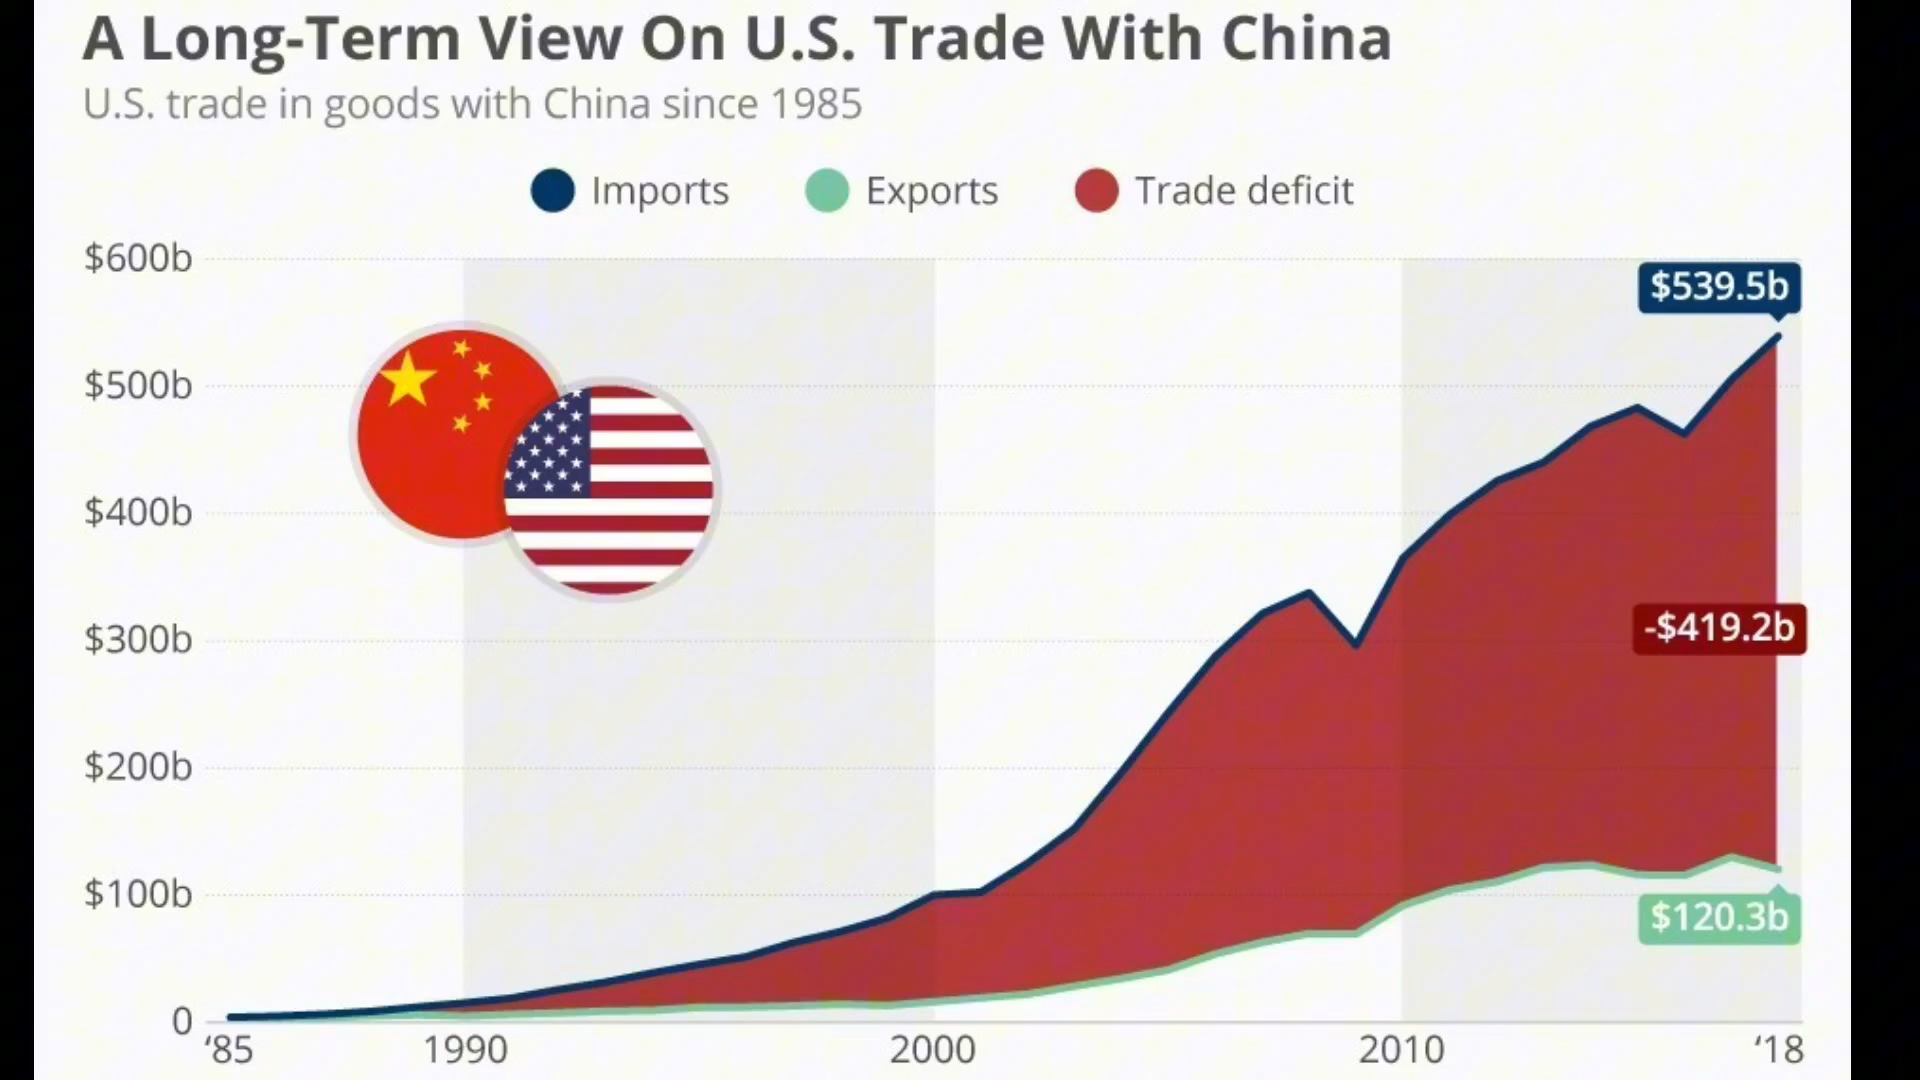 A Long-Term View On U.S. Trade With China
U.S. trade in goods with China since 1985
Imports Exports Trade deficit
$600b
$539.5b
$500b
$400b
$300b
-$419.2b
$200b
$100b
$120.3b
0
‘85 1990 2000 2010 ‘18